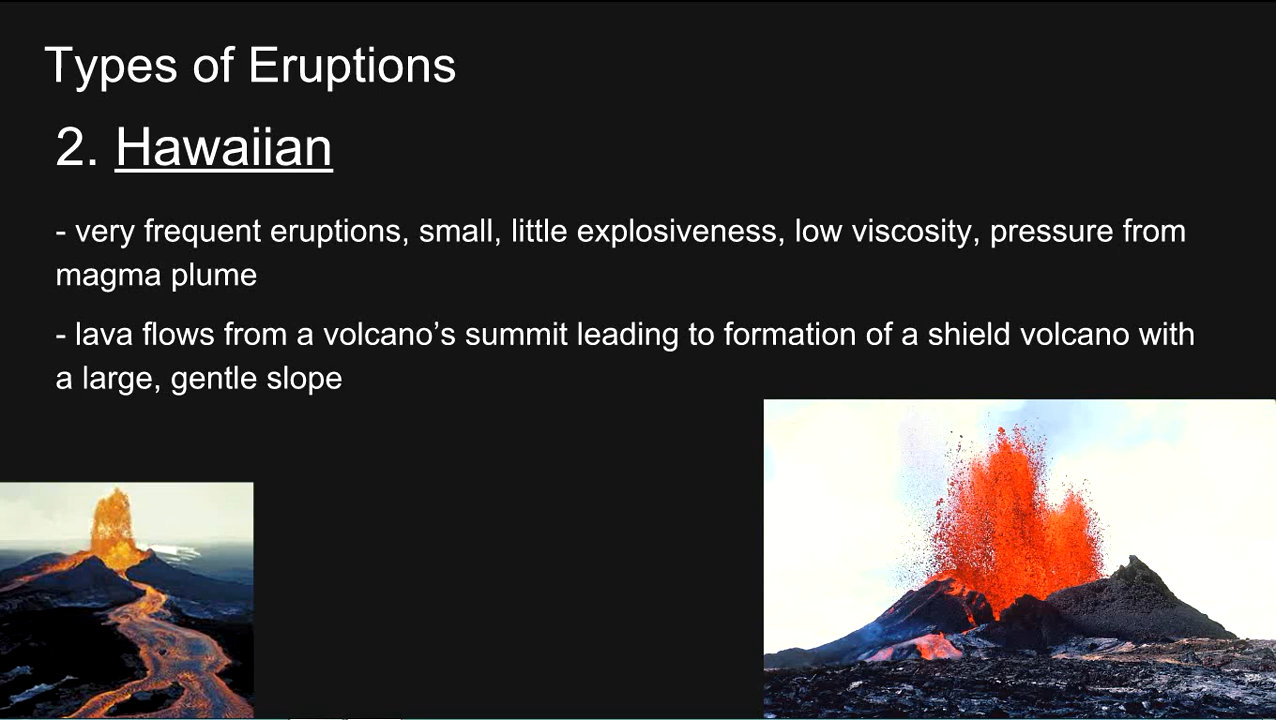 Types of Eruptions
2. Hawaiian
- very frequent eruptions, small, little explosiveness, low viscosity, pressure from
magma plume
- lava flows from a volcano’s summit leading to formation of a shield volcano with
a large, gentle slope